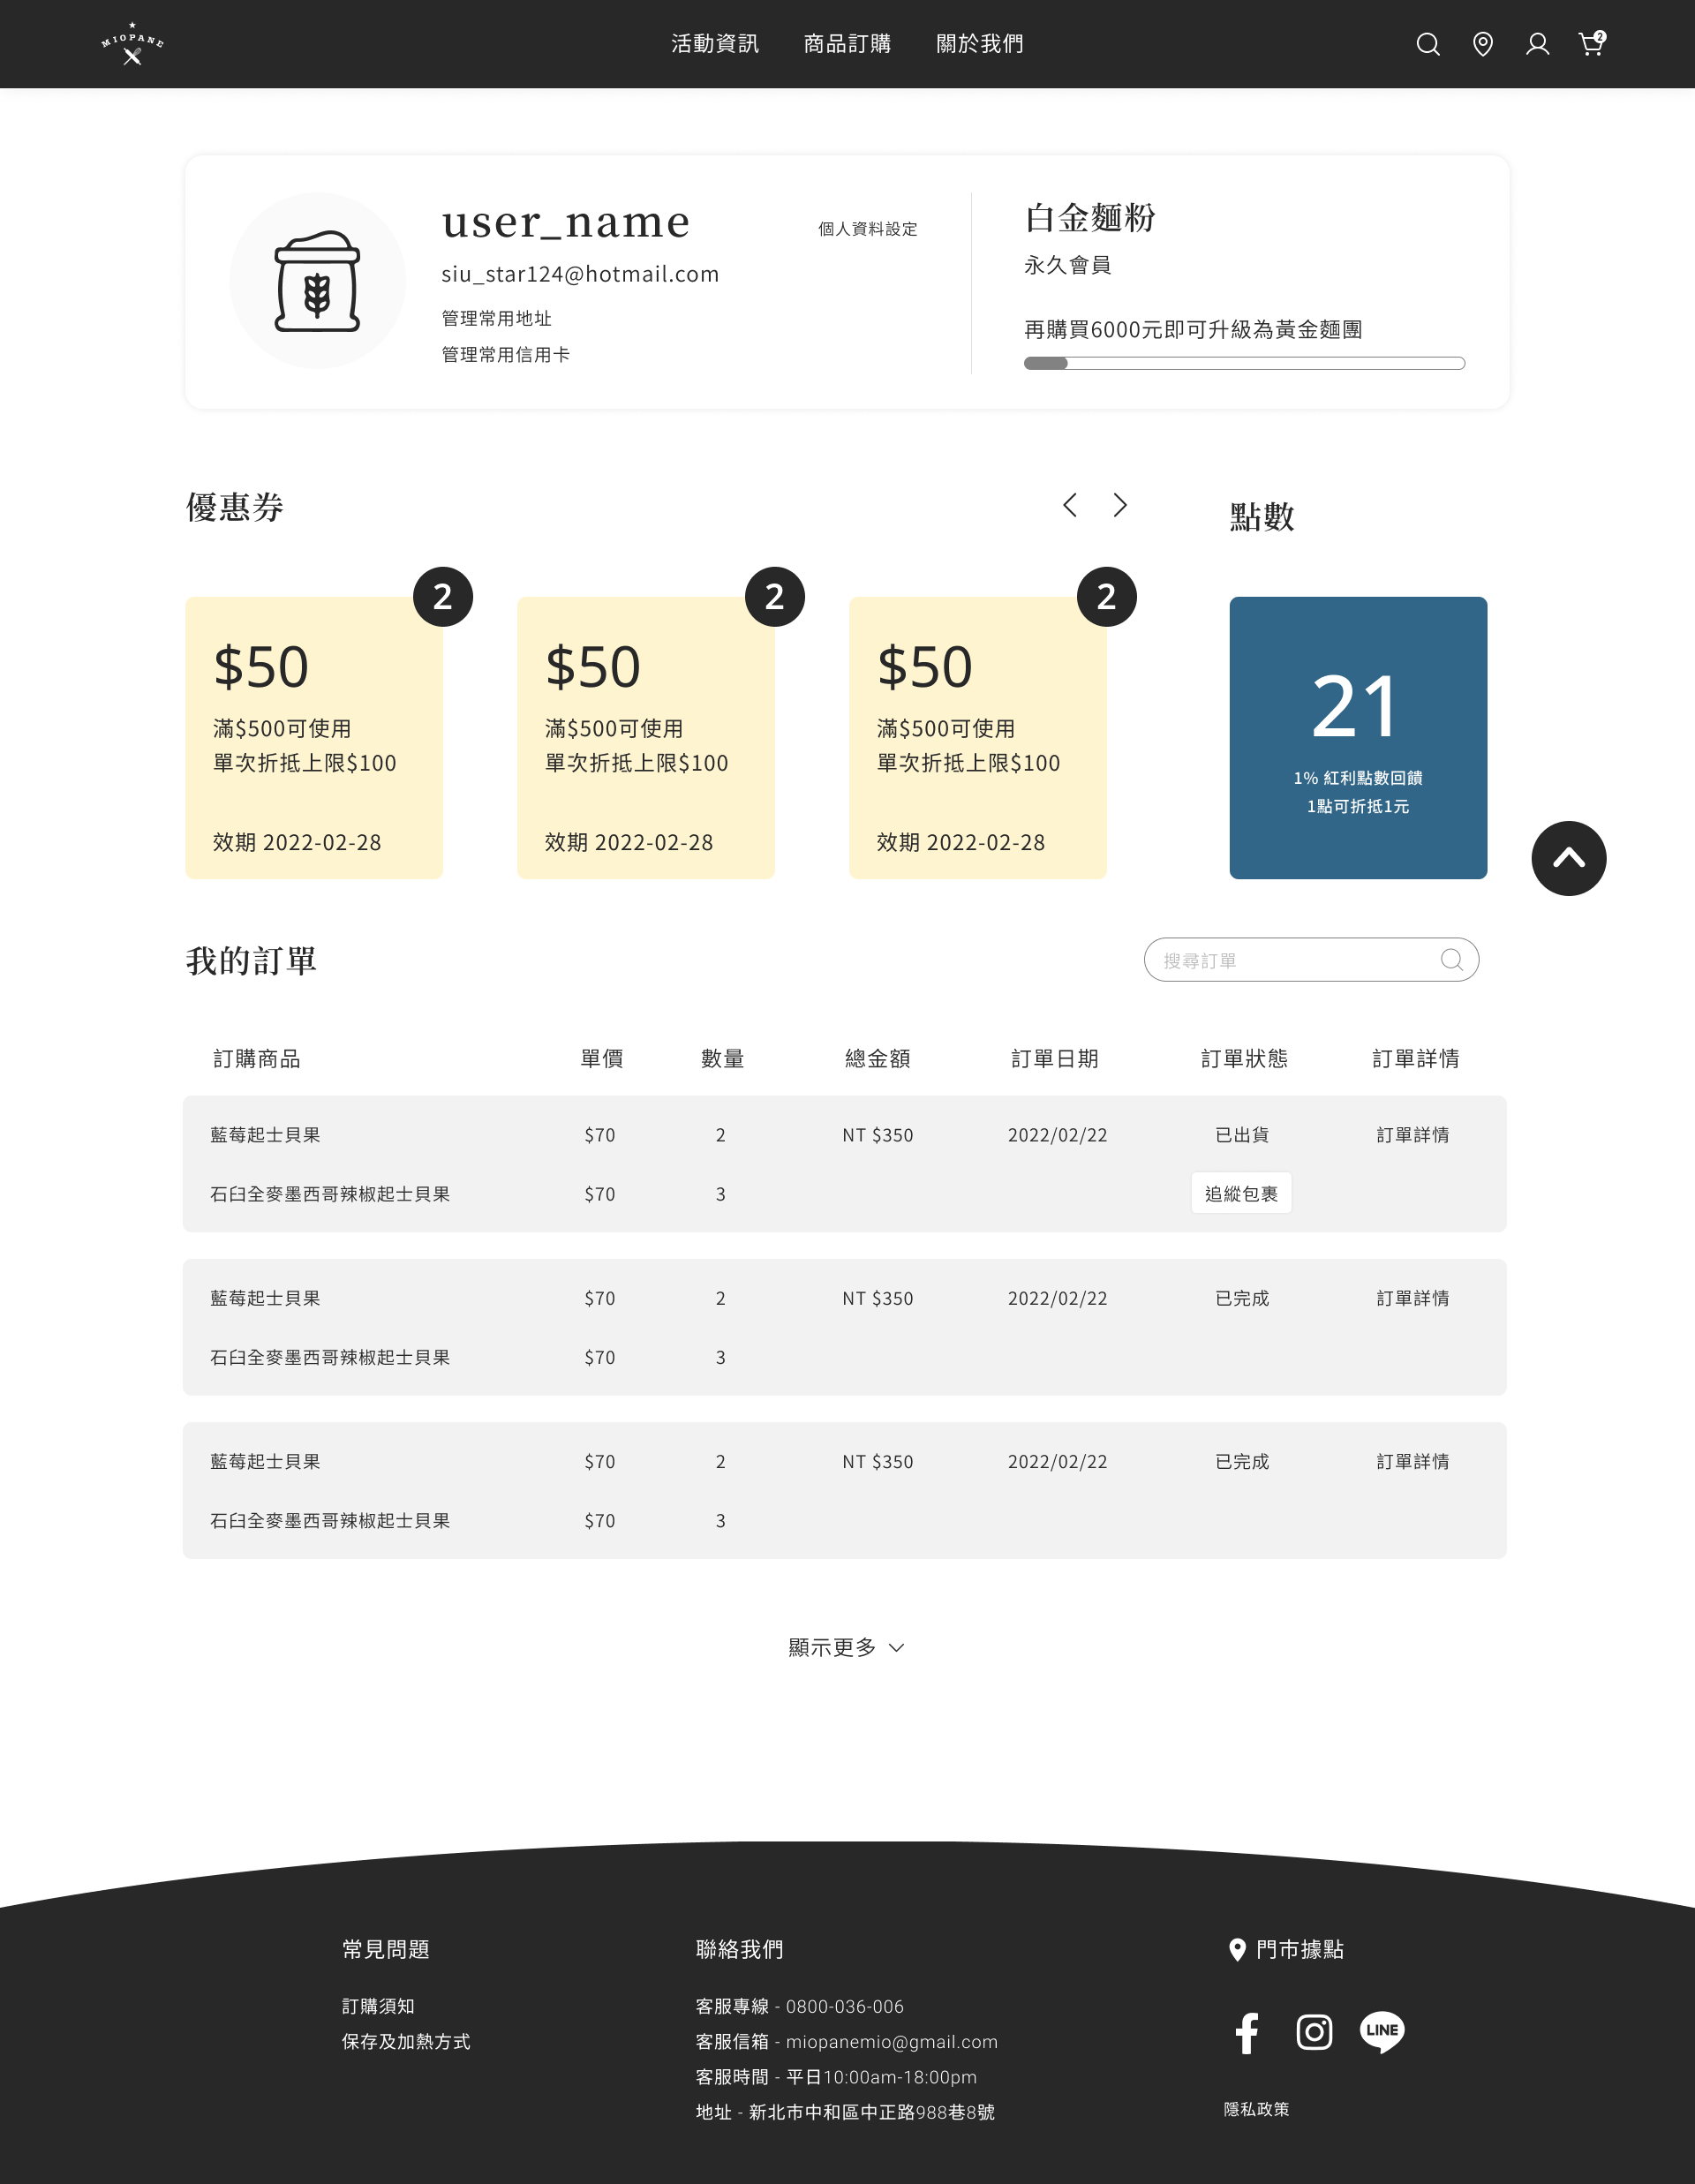 MIOPANE
活動資訊 商品訂購 關於我們
2
user_name
個人資料設定
siu_star124@hotmail.com
管理常用地址
管理常用信用卡
白金麵粉
永久會員
再購買6000元即可升級為黃金麵團
優惠券
點數
2
$50
滿$500可使用
單次折抵上限$100
效期 2022-02-28
2
$50
滿$500可使用
單次折抵上限$100
效期 2022-02-28
2
$50
滿$500可使用
單次折抵上限$100
效期 2022-02-28
21
1% 紅利點數回饋
1點可折抵1元
我的訂單
搜尋訂單
訂購商品 單價 數量 總金額 訂單日期 訂單狀態 訂單詳情
藍莓起士貝果 $70 2 NT $350 2022/02/22 已出貨 訂單詳情
石臼全麥墨西哥辣椒起士貝果 $70 3 追縱包裹
藍莓起士貝果 $70 2 NT $350 2022/02/22 已完成 訂單詳情
石臼全麥墨西哥辣椒起士貝果 $70 3
藍莓起士貝果 $70 2 NT $350 2022/02/22 已完成 訂單詳情
石臼全麥墨西哥辣椒起士貝果 $70 3
顯示更多
常見問題
訂購須知
保存及加熱方式
聯絡我們
客服專線 - 0800-036-006
客服信箱 - miopanemio@gmail.com
客服時間 - 平日10:00am-18:00pm
地址 - 新北市中和區中正路988巷8號
門市據點
LINE
隱私政策